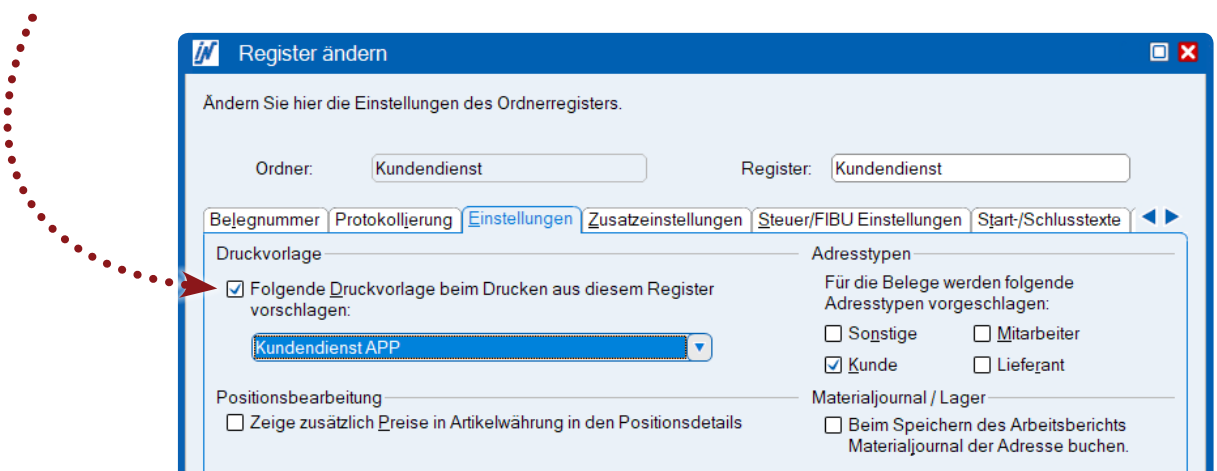 Register ändern
Ändern Sie hier die Einstellungen des Ordnerregisters.
Ordner: Kundendienst Register: Kundendienst
Belegnummer Protokollierung Einstellungen Zusatzeinstellungen Steuer/FIBU Einstellungen Start-/Schlusstexte
Druckvorlage
Folgende Druckvorlage beim Drucken aus diesem Register
vorschlagen:
Kundendienst APP
Positionsbearbeitung
Zeige zusätzlich Preise in Artikelwährung in den Positionsdetails
Adresstypen
Für die Belege werden folgende
Adresstypen vorgeschlagen:
Sonstige Mitarbeiter
Kunde Lieferant
Materialjournal / Lager
Beim Speichern des Arbeitsberichts
Materialjournal der Adresse buchen.